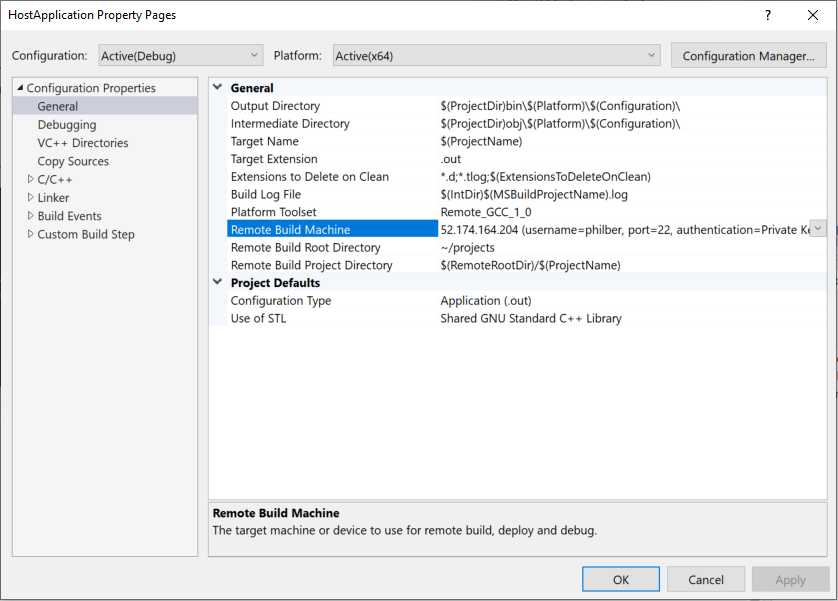 HostApplication Property Pages
?
Configuration: Active(Debug) Platform: Active(x64) Configuration Manager...
Configuration Properties
General
Debugging
VC++ Directories
Copy Sources
C/C++
Linker
Build Events
Custom Build Step
General
Output Directory $(ProjectDir)bin\$(Platform)\$(Configuration)\
Intermediate Directory $(ProjectDir)obj\$(Platform)\$(Configuration)\
Target Name $(ProjectName)
Target Extension .out
Extensions to Delete on Clean *.d;*.tlog;$(ExtensionsToDeleteOnClean)
Build Log File $(IntDir)$(MSBuildProjectName).log
Platform Toolset Remote_GCC_1_0
Remote Build Machine 52.174.164.204 (username=philber, port=22, authentication=Private Ke
Remote Build Root Directory ~/projects
Remote Build Project Directory $(RemoteRootDir)/$(ProjectName)
Project Defaults
Configuration Type Application (.out)
Use of STL Shared GNU Standard C++ Library
Remote Build Machine
The target machine or device to use for remote build, deploy and debug.
OK Cancel Apply